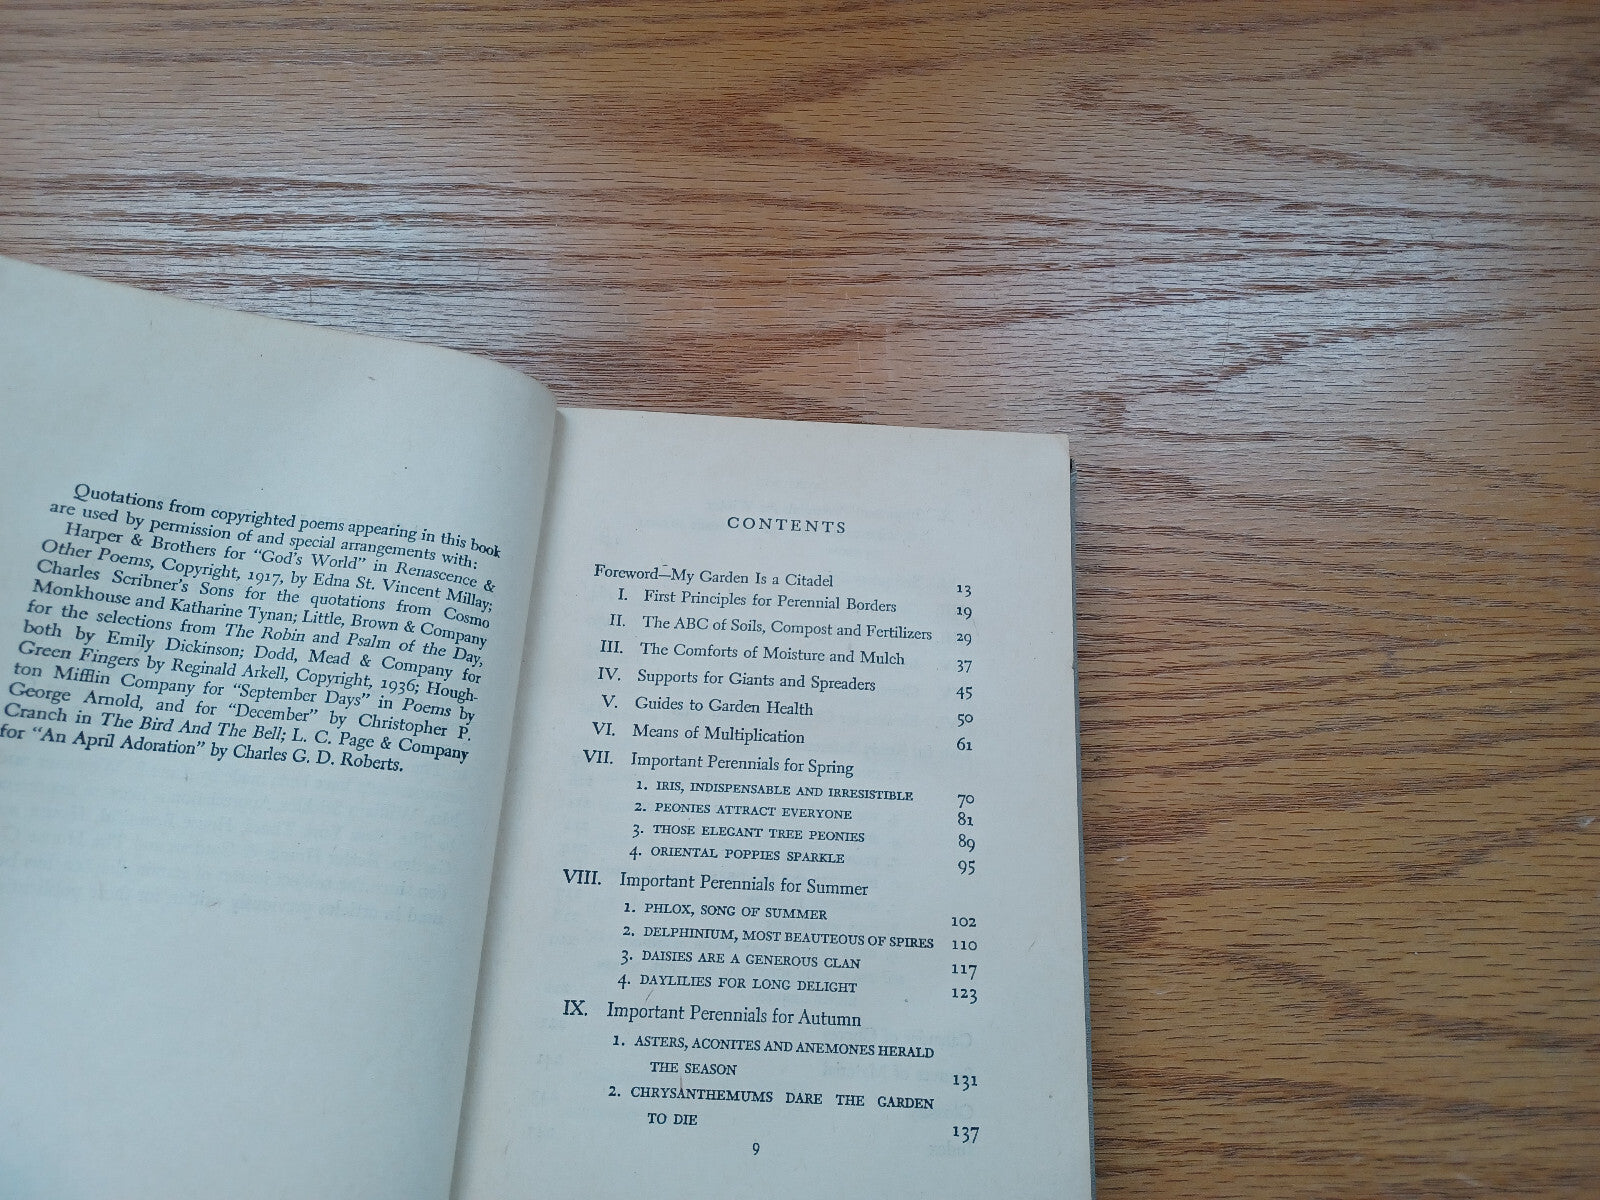 Quotations from copyrighted poems appearing in this book
are used by permission of and special arrangements with:
Harper & Brothers for "God's World" in Renascence &
Other Poems, Copyright, 1917, by Edna St. Vincent Millay;
Charles Scribner's Sons for the quotations from Cosmo
Monkhouse and Katharine Tynan; Little, Brown & Company
for the selections from The Robin and Psalm of the Day,
both by Emily Dickinson; Dodd, Mead & Company for
Green Fingers by Reginald Arkell, Copyright, 1936; Hough-
ton Mifflin Company for "September Days" in Poems by
George Arnold, and for "December" by Christopher P.
Cranch in The Bird And The Bell; L. C. Page & Company
for "An April Adoration" by Charles G. D. Roberts.
CONTENTS
Foreword—My Garden Is a Citadel 13
I. First Principles for Perennial Borders 19
II. The ABC of Soils, Compost and Fertilizers 29
III. The Comforts of Moisture and Mulch 37
IV. Supports for Giants and Spreaders 45
V. Guides to Garden Health 50
VI. Means of Multiplication 61
VII. Important Perennials for Spring
1. IRIS, INDISPENSABLE AND IRRESISTIBLE 70
2. PEONIES ATTRACT EVERYONE 81
3. THOSE ELEGANT TREE PEONIES 89
4. ORIENTAL POPPIES SPARKLE 95
VIII. Important Perennials for Summer
1. PHLOX, SONG OF SUMMER 102
2. DELPHINIUM, MOST BEAUTEOUS OF SPIRES 110
3. DAISIES ARE A GENEROUS CLAN 117
4. DAYLILIES FOR LONG DELIGHT 123
IX. Important Perennials for Autumn
1. ASTERS, ACONITES AND ANEMONES HERALD
THE SEASON 131
2. CHRYSANTHEMUMS DARE THE GARDEN
TO DIE 137
9